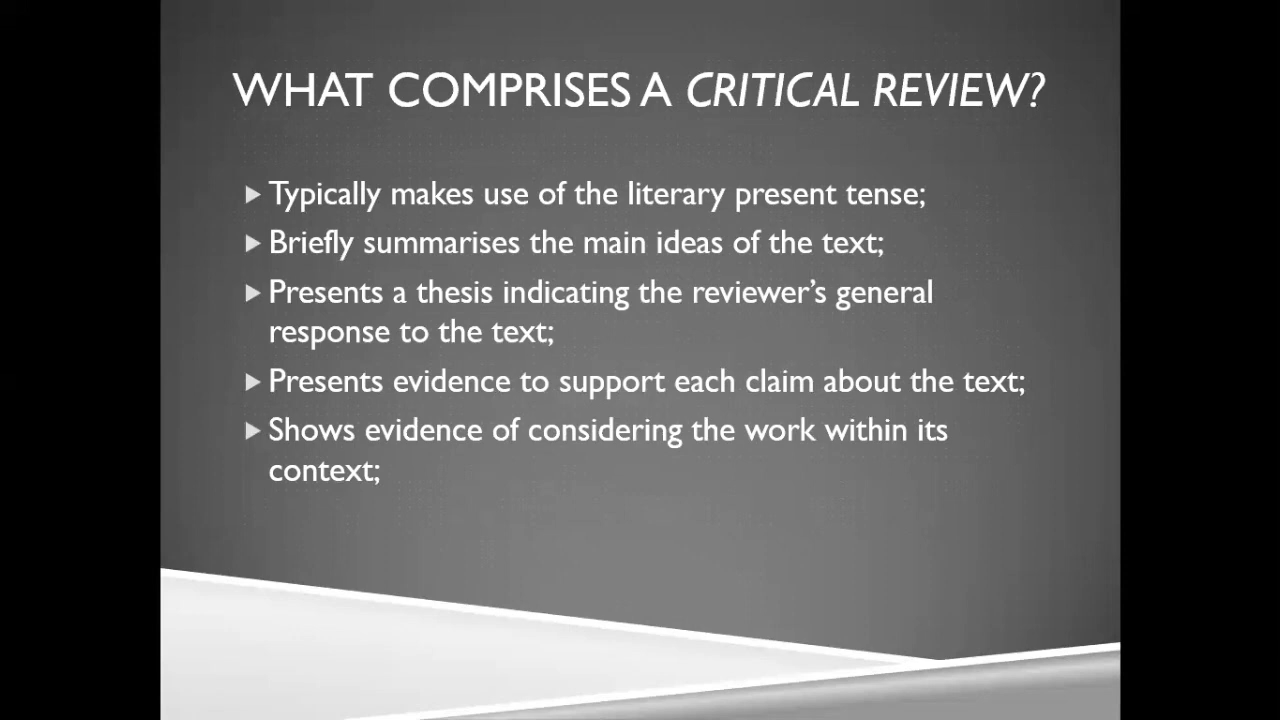 WHAT COMPRISES A CRITICAL REVIEW?
Typically makes use of the literary present tense;
Briefly summarises the main ideas of the text;
Presents a thesis indicating the reviewer’s general
response to the text;
Presents evidence to support each claim about the text;
Shows evidence of considering the work within its
context;